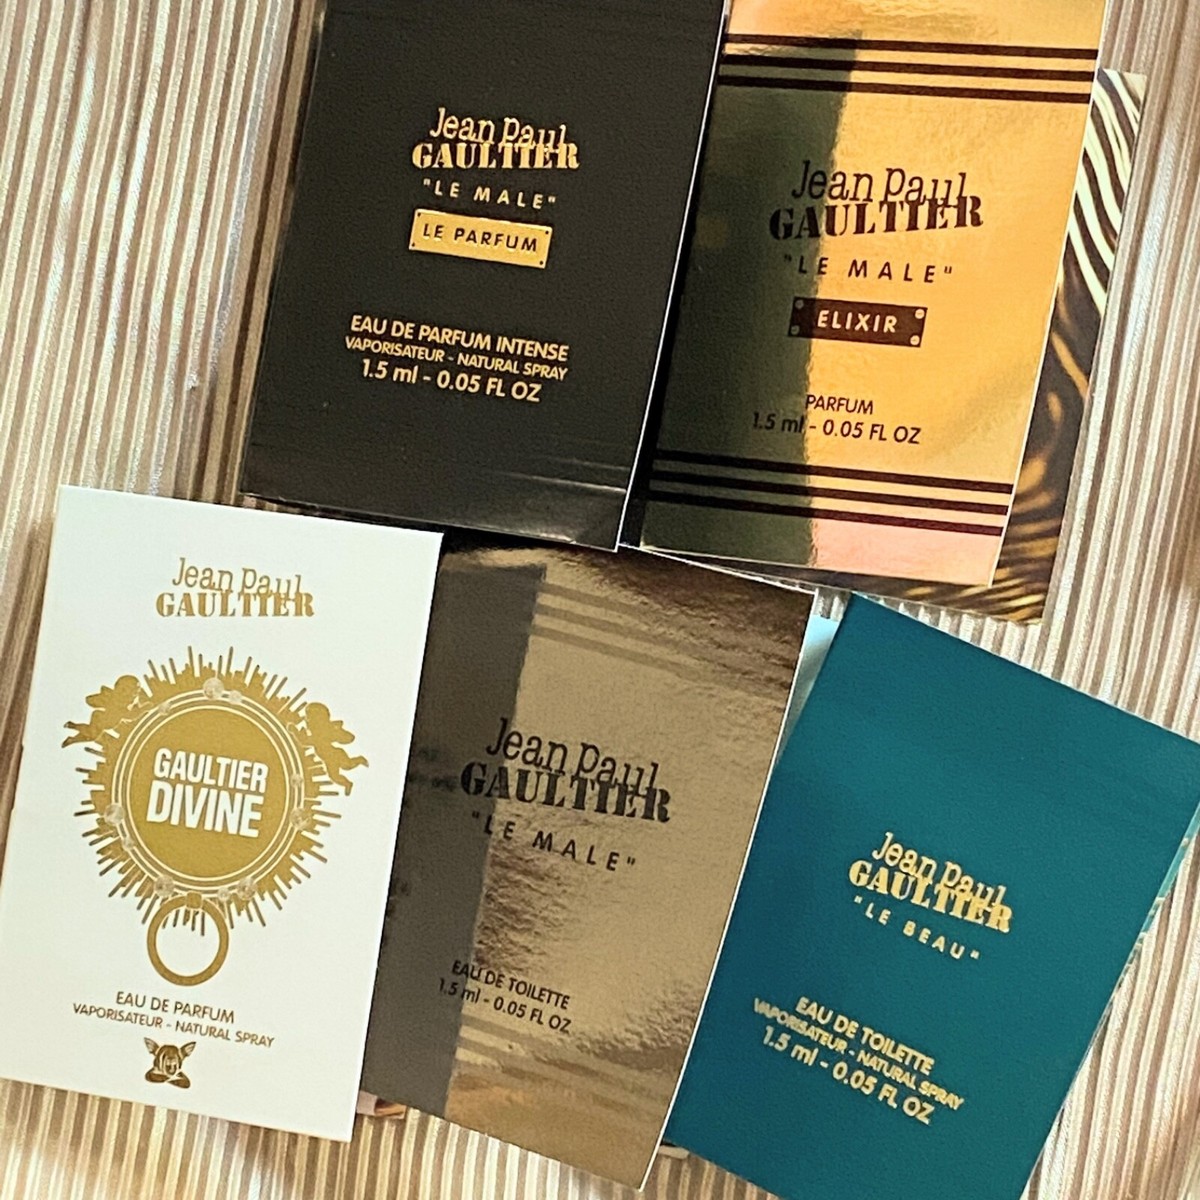 Jean Paul
GAULTIER
"LE MALE"
LE PARFUM
EAU DE PARFUM INTENSE
VAPORISATEUR - NATURAL SPRAY
1.5 ml - 0.05 FL OZ
Jean Paul
GAULTIER
"LE MALE"
ELIXIR
PARFUM
1.5 ml - 0.05 FL OZ
Jean Paul
GAULTIER
GAULTIER
DIVINE
EAU DE PARFUM
VAPORISATEUR - NATURAL SPRAY
Jean Paul
GAULTIER
"LE MALE"
EAU DE TOILETTE
1.5 ml - 0.05 FL OZ
Jean Paul
GAULTIER
"LE BEAU"
EAU DE TOILETTE
VAPORISATEUR - NATURAL SPRAY
1.5 ml - 0.05 FL OZ